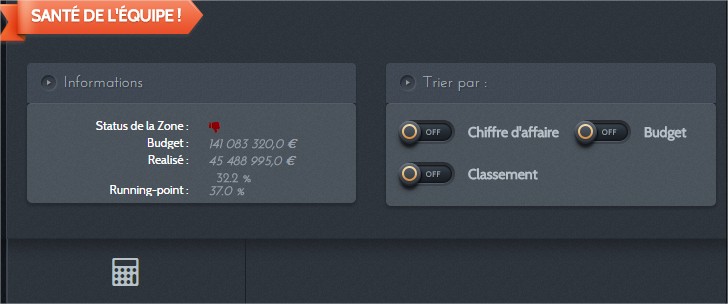 SANTÉ DE L'ÉQUIPE !
Informations
Status de la Zone :
Budget : 141 083 320,0 €
Realisé : 45 488 995,0 €
32.2 %
Running-point : 37.0 %
Trier par :
OFF Chiffre d'affaire OFF Budget
OFF Classement